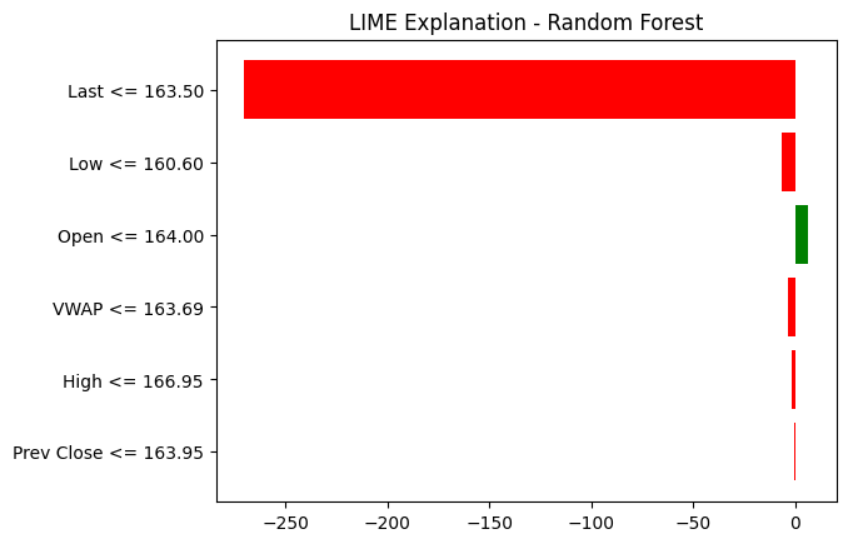 LIME Explanation - Random Forest
Last <= 163.50
Low <= 160.60
Open <= 164.00
VWAP <= 163.69
High <= 166.95
Prev Close <= 163.95
−250 −200 −150 −100 −50 0